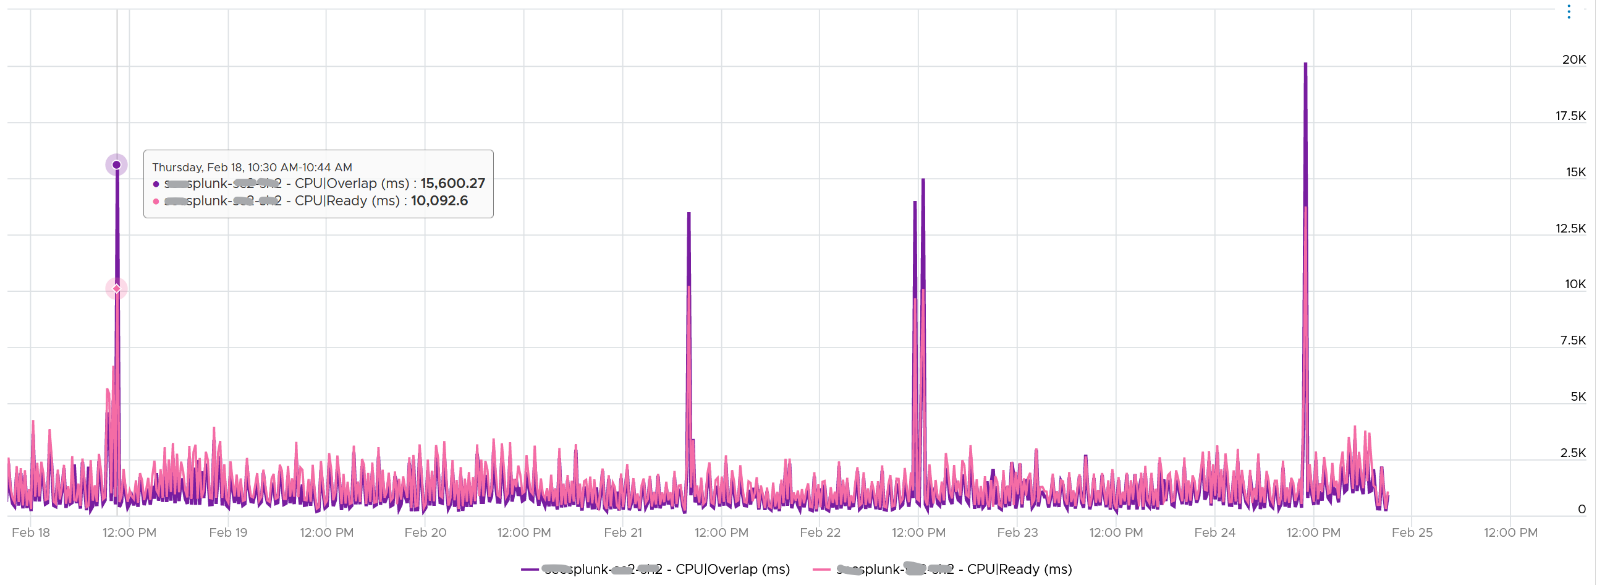 20K
17.5K
15K
12.5K
10K
7.5K
5K
2.5K
0
Thursday, Feb 18, 10:30 AM-10:44 AM
splunk- 2 - CPU|Overlap (ms) : 15,600.27
splunk- 2 - CPU|Ready (ms) : 10,092.6
Feb 18 12:00 PM Feb 19 12:00 PM Feb 20 12:00 PM Feb 21 12:00 PM Feb 22 12:00 PM Feb 23 12:00 PM Feb 24 12:00 PM Feb 25 12:00 PM
splunk- 2 - CPU|Overlap (ms) splunk- 2 - CPU|Ready (ms)